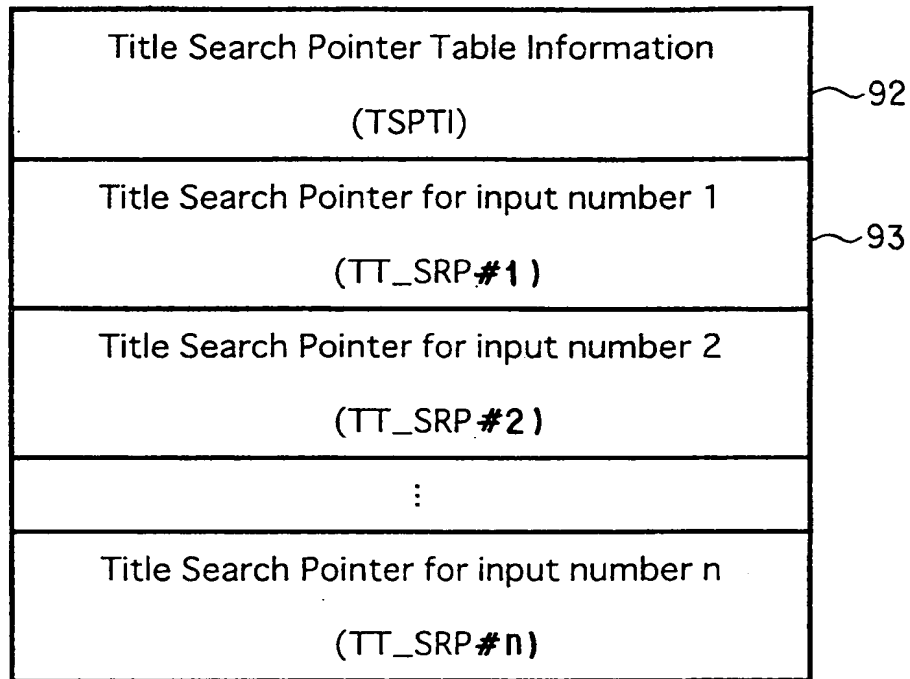 Title Search Pointer Table Information
(TSPTI)
92
Title Search Pointer for input number 1
(TT_SRP#1)
93
Title Search Pointer for input number 2
(TT_SRP#2)
⋮
Title Search Pointer for input number n
(TT_SRP#n)